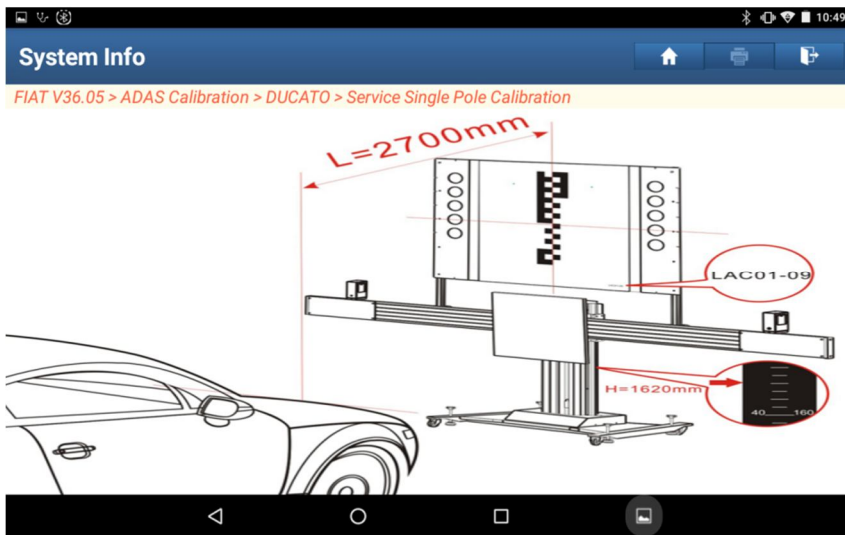 10:49
System Info
FIAT V36.05 > ADAS Calibration > DUCATO > Service Single Pole Calibration
L=2700mm
LAC01-09
H=1620mm
40 160